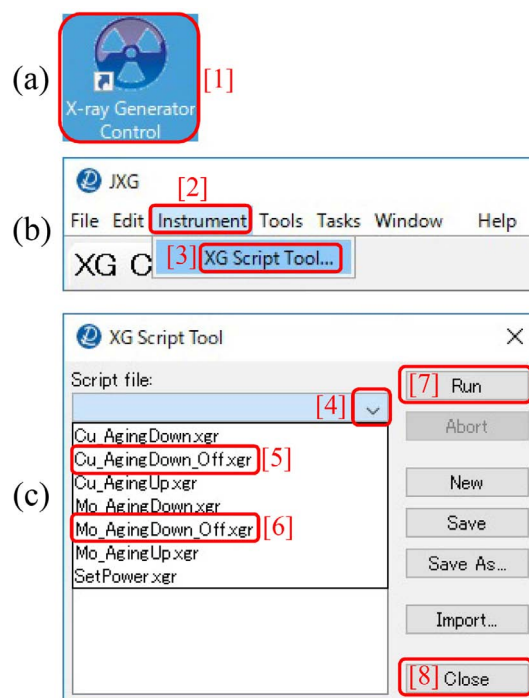 (a)
[1]
X-ray Generator
Control
(b)
JXG
[2]
File Edit Instrument Tools Tasks Window Help
XG C [3] XG Script Tool...
(c)
XG Script Tool
Script file:
[4]
[7] Run
Cu_AgingDown.xgr
Abort
Cu_AgingDown_Off.xgr [5]
Cu_AgingUp.xgr
New
Mo_AgingDown.xgr
Mo_AgingDown_Off.xgr [6]
Save
Mo_AgingUp.xgr
SetPower.xgr
Save As...
Import...
[8] Close